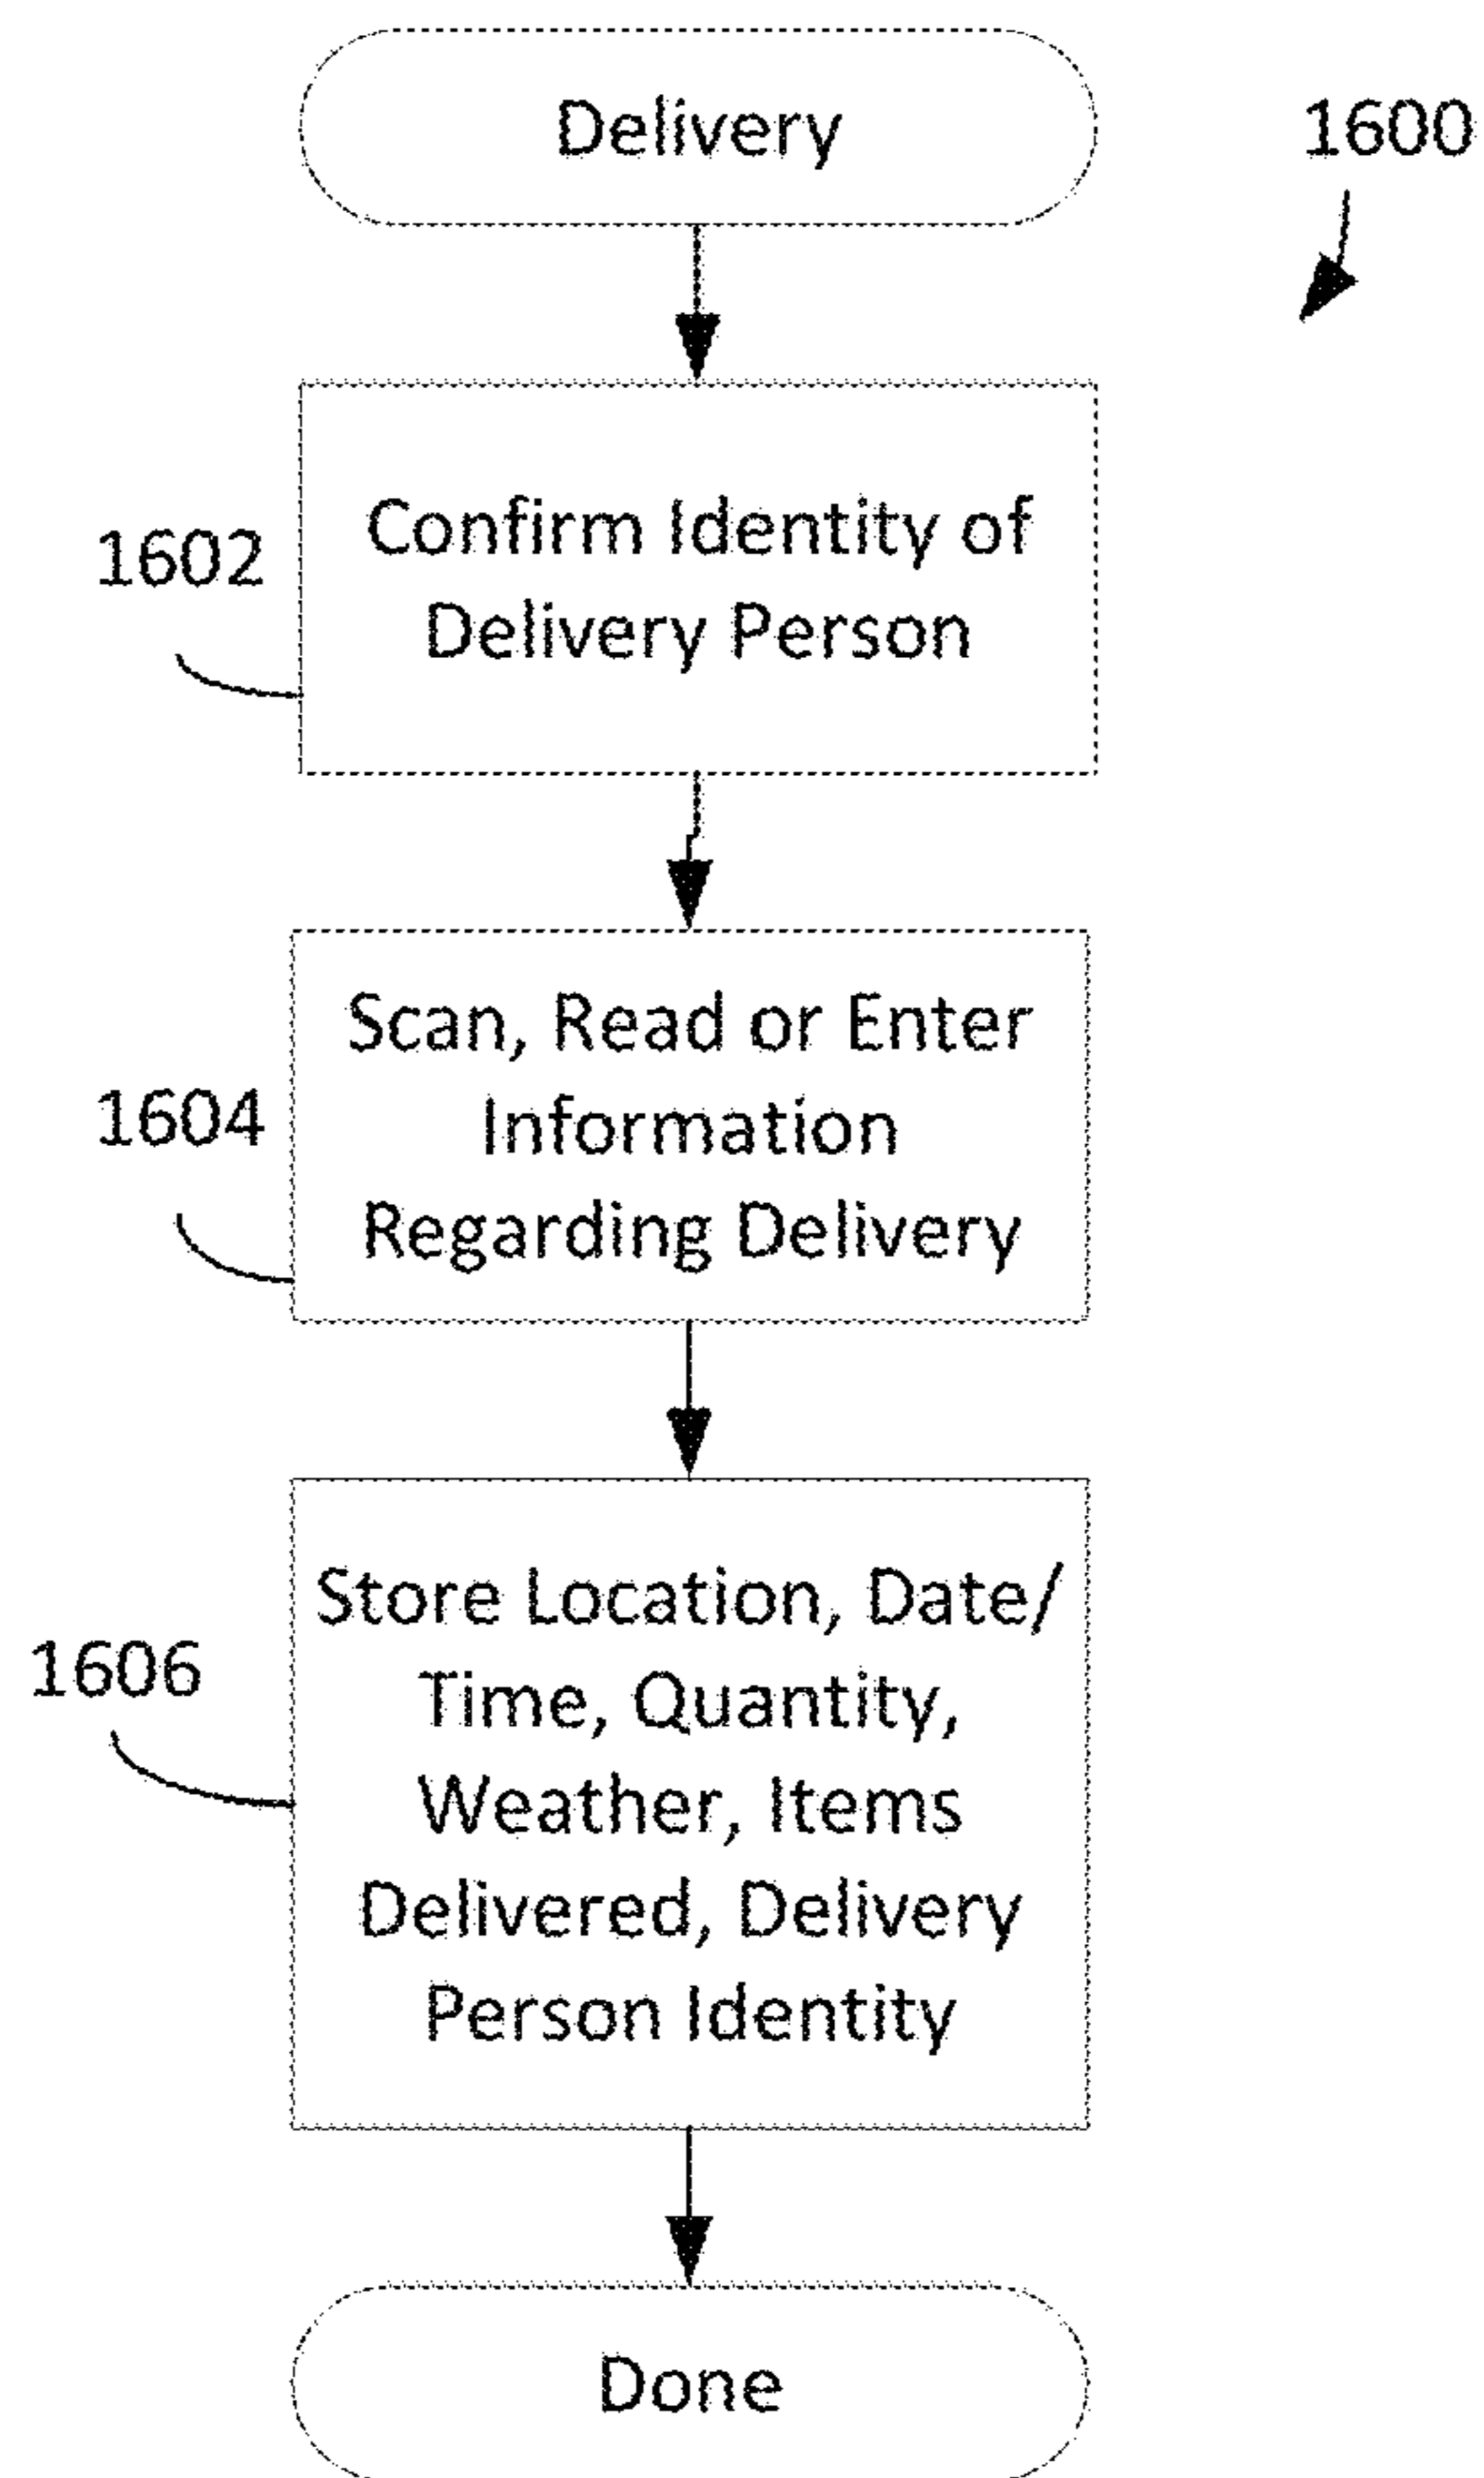 Delivery
1600
Confirm Identity of
Delivery Person
1602
Scan, Read or Enter
Information
Regarding Delivery
1604
Store Location, Date/
Time, Quantity,
Weather, Items
Delivered, Delivery
Person Identity
1606
Done